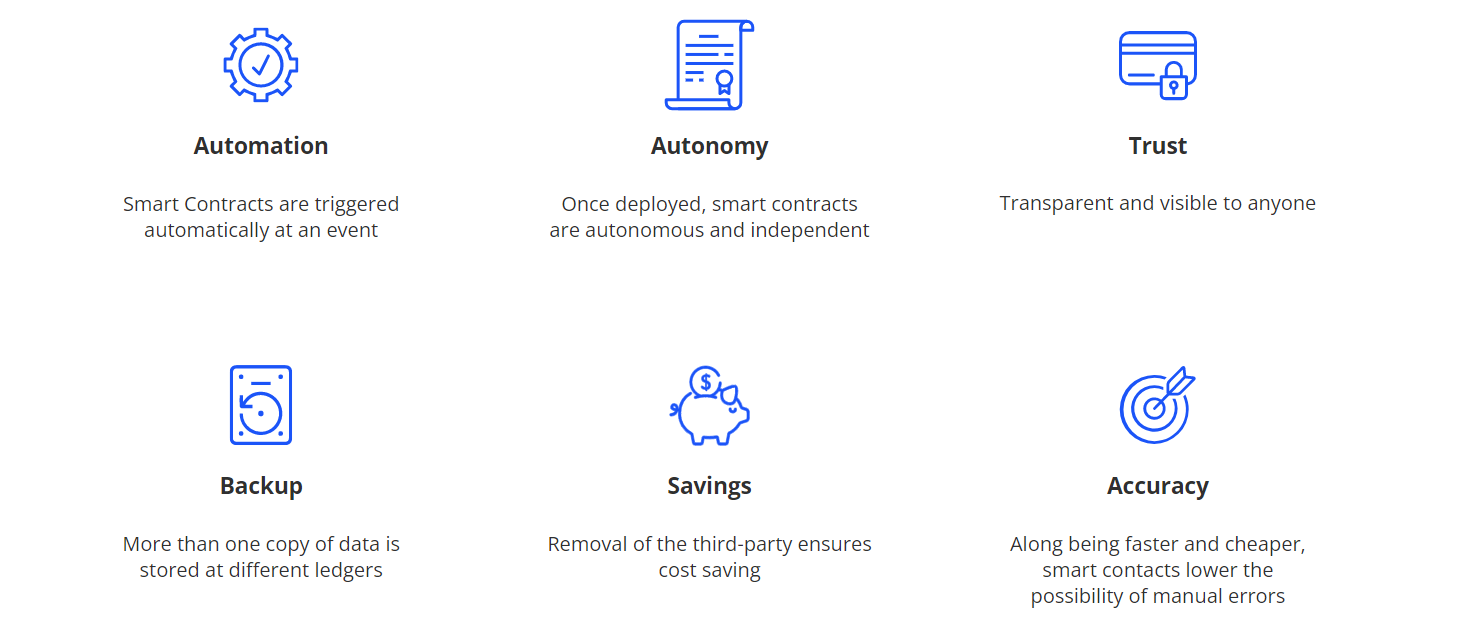 Automation
Smart Contracts are triggered
automatically at an event
Autonomy
Once deployed, smart contracts
are autonomous and independent
Trust
Transparent and visible to anyone
Backup
More than one copy of data is
stored at different ledgers
$
Savings
Removal of the third-party ensures
cost saving
Accuracy
Along being faster and cheaper,
smart contacts lower the
possibility of manual errors